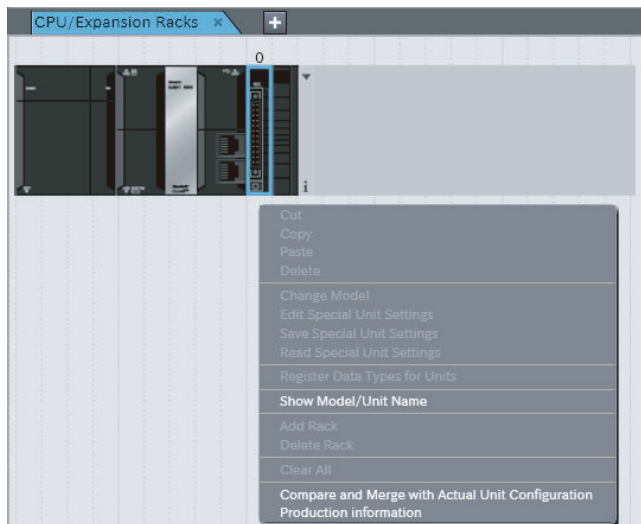 CPU/Expansion Racks × +
0
Cut
Copy
Paste
Delete
Change Model
Edit Special Unit Settings
Save Special Unit Settings
Read Special Unit Settings
Register Data Types for Units
Show Model/Unit Name
Add Rack
Delete Rack
Clear All
Compare and Merge with Actual Unit Configuration
Production information